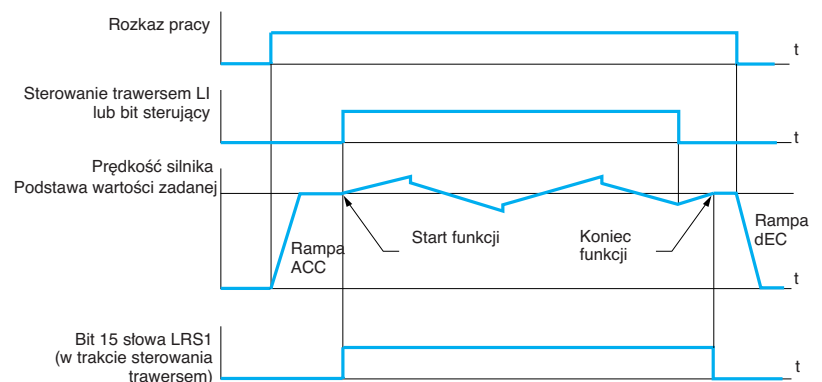 Rozkaz pracy
t
Sterowanie trawersem LI
lub bit sterujący
t
Prędkość silnika
Podstawa wartości zadanej
Rampa
ACC
Start funkcji
Koniec
funkcji
Rampa
dEC
t
Bit 15 słowa LRS1
(w trakcie sterowania
trawersem)
t